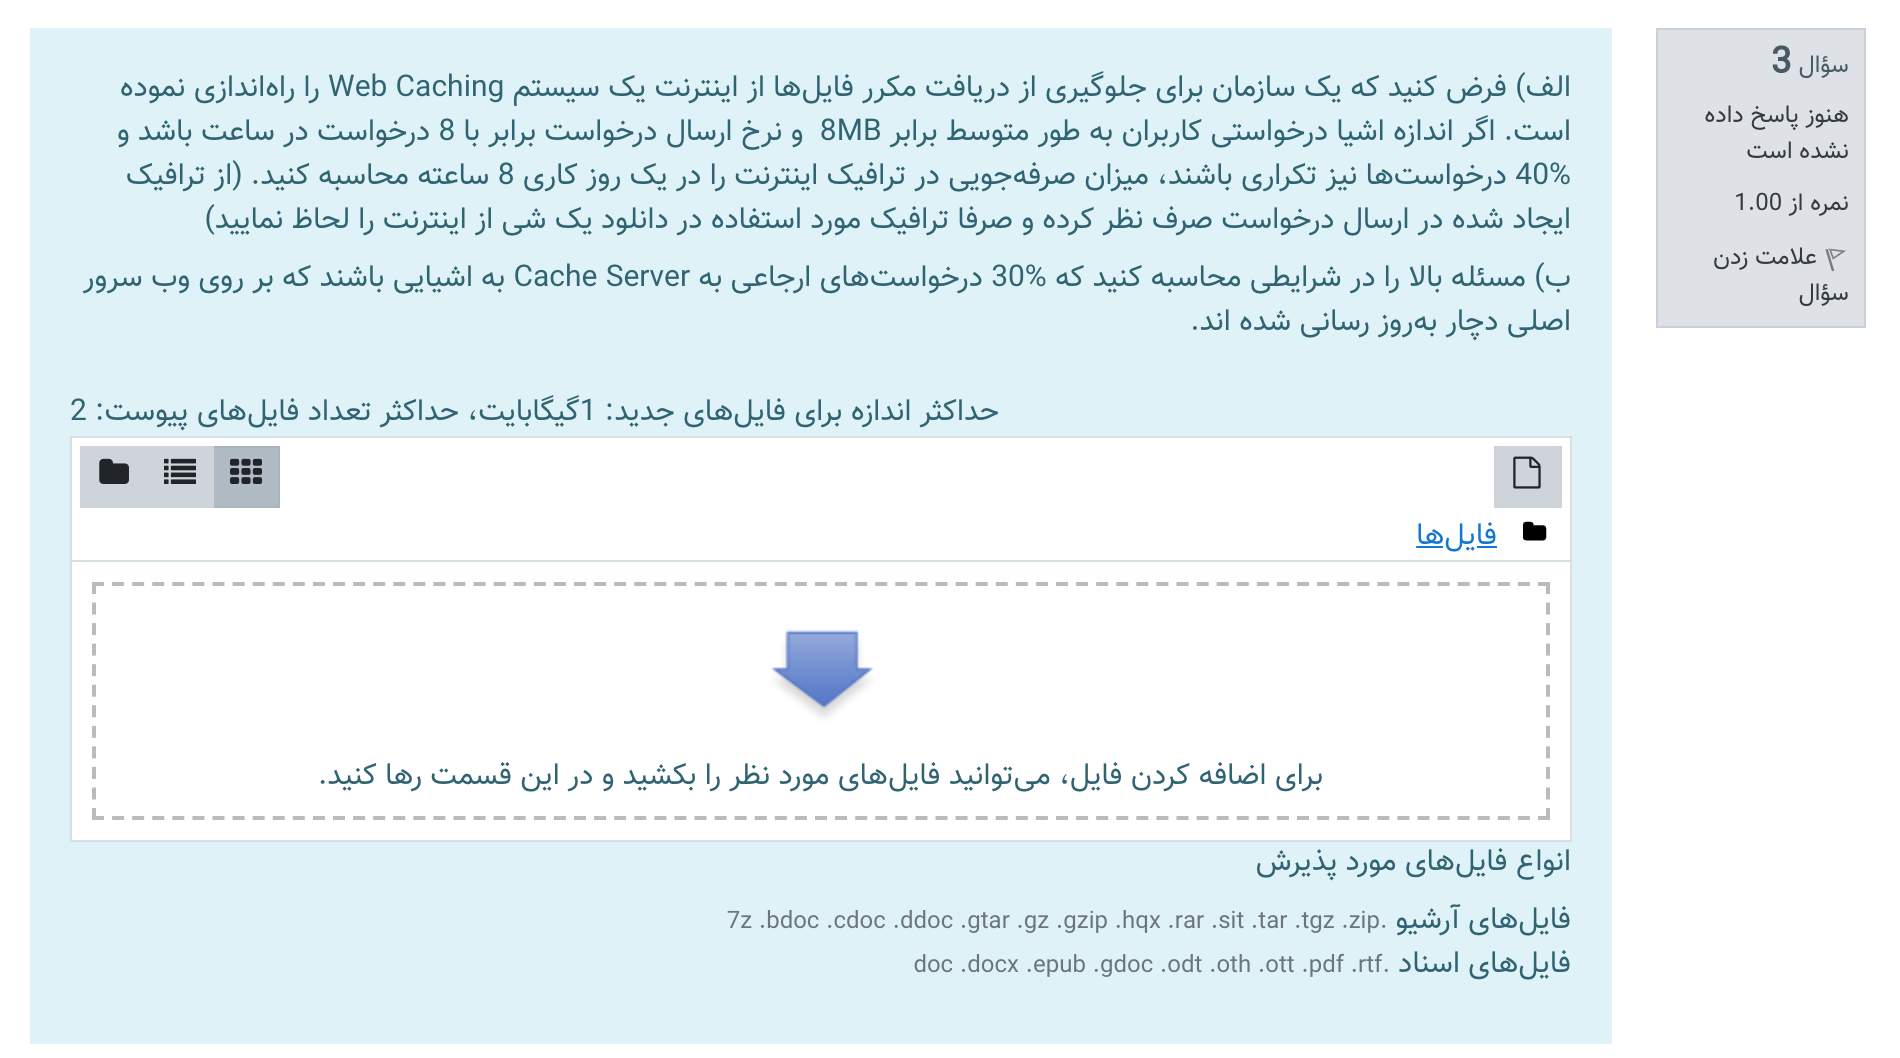 سؤال 3
هنوز پاسخ داده
نشده است
نمره از 1.00
علامت زدن
سؤال
الف) فرض کنید که یک سازمان برای جلوگیری از دریافت مکرر فایل‌ها از اینترنت یک سیستم Web Caching را راه‌اندازی نموده
است. اگر اندازه اشیا درخواستی کاربران به طور متوسط برابر 8MB و نرخ ارسال درخواست برابر با 8 درخواست در ساعت باشد و
40% درخواست‌ها نیز تکراری باشند، میزان صرفه‌جویی در ترافیک اینترنت را در یک روز کاری 8 ساعته محاسبه کنید. (از ترافیک
ایجاد شده در ارسال درخواست صرف نظر کرده و صرفا ترافیک مورد استفاده در دانلود یک شی از اینترنت را لحاظ نمایید)
ب) مسئله بالا را در شرایطی محاسبه کنید که 30% درخواست‌های ارجاعی به Cache Server به اشیایی باشند که بر روی وب سرور
اصلی دچار به‌روز رسانی شده اند.
حداکثر اندازه برای فایل‌های جدید: 1گیگابایت، حداکثر تعداد فایل‌های پیوست: 2
فایل‌ها
برای اضافه کردن فایل، می‌توانید فایل‌های مورد نظر را بکشید و در این قسمت رها کنید.
انواع فایل‌های مورد پذیرش
فایل‌های آرشیو .7z .bdoc .cdoc .ddoc .gtar .gz .gzip .hqx .rar .sit .tar .tgz .zip
فایل‌های اسناد .doc .docx .epub .gdoc .odt .oth .ott .pdf .rtf